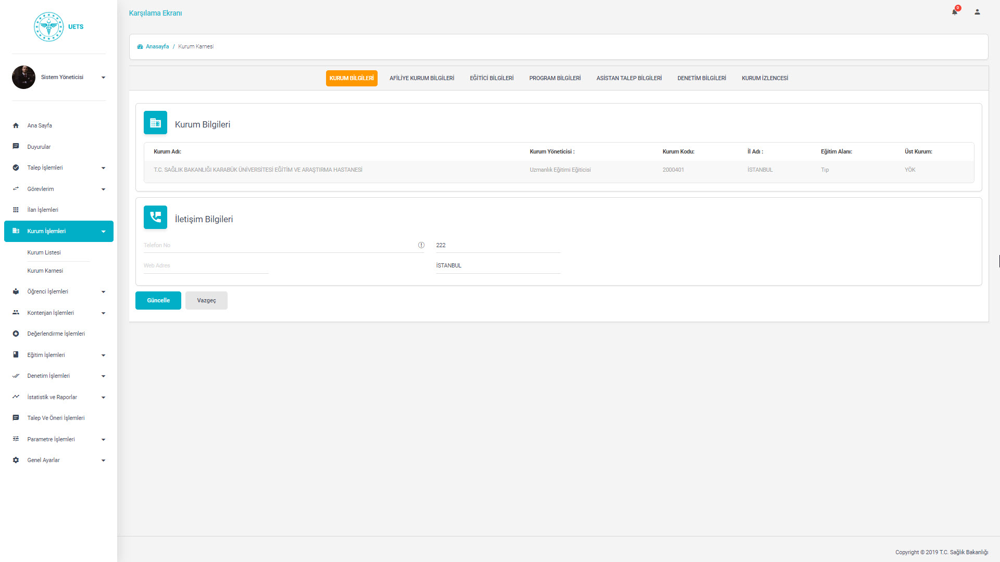 UETS
Sistem Yöneticisi
Ana Sayfa
Duyurular
Talep İşlemleri
Görevlerim
İlan İşlemleri
Kurum İşlemleri
Kurum Listesi
Kurum Karnesi
Öğrenci İşlemleri
Kontenjan İşlemleri
Değerlendirme İşlemleri
Eğitim İşlemleri
Denetim İşlemleri
İstatistik ve Raporlar
Talep Ve Öneri İşlemleri
Parametre İşlemleri
Genel Ayarlar
Karşılama Ekranı
0
Anasayfa / Kurum Karnesi
KURUM BİLGİLERİ AFİLİYE KURUM BİLGİLERİ EĞİTİCİ BİLGİLERİ PROGRAM BİLGİLERİ ASİSTAN TALEP BİLGİLERİ DENETİM BİLGİLERİ KURUM İZLENCESİ
Kurum Bilgileri
Kurum Adı: Kurum Yöneticisi : Kurum Kodu: İl Adı : Eğitim Alanı: Üst Kurum:
T.C. SAĞLIK BAKANLIĞI KARABÜK ÜNİVERSİTESİ EĞİTİM VE ARAŞTIRMA HASTANESİ Uzmanlık Eğitimi Eğiticisi 2000401 İSTANBUL Tıp YÖK
İletişim Bilgileri
Telefon No 222
Web Adres İSTANBUL
Güncelle Vazgeç
Copyright © 2019 T.C. Sağlık Bakanlığı